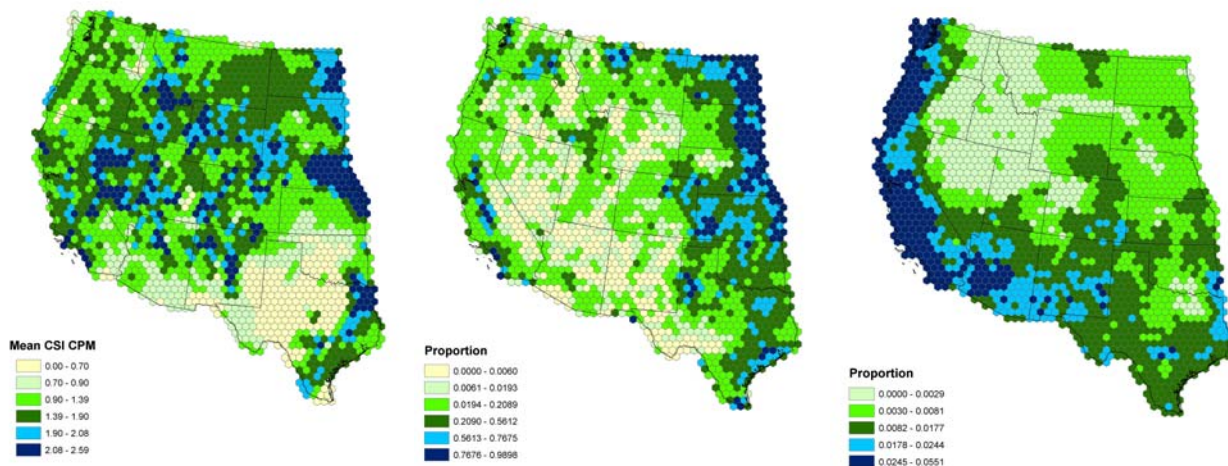 Mean CSI CPM
0.00 - 0.70
0.70 - 0.90
0.90 - 1.39
1.39 - 1.90
1.90 - 2.08
2.08 - 2.59
Proportion
0.0000 - 0.0060
0.0061 - 0.0193
0.0194 - 0.2089
0.2090 - 0.5612
0.5613 - 0.7675
0.7676 - 0.9898
Proportion
0.0000 - 0.0029
0.0030 - 0.0081
0.0082 - 0.0177
0.0178 - 0.0244
0.0245 - 0.0551